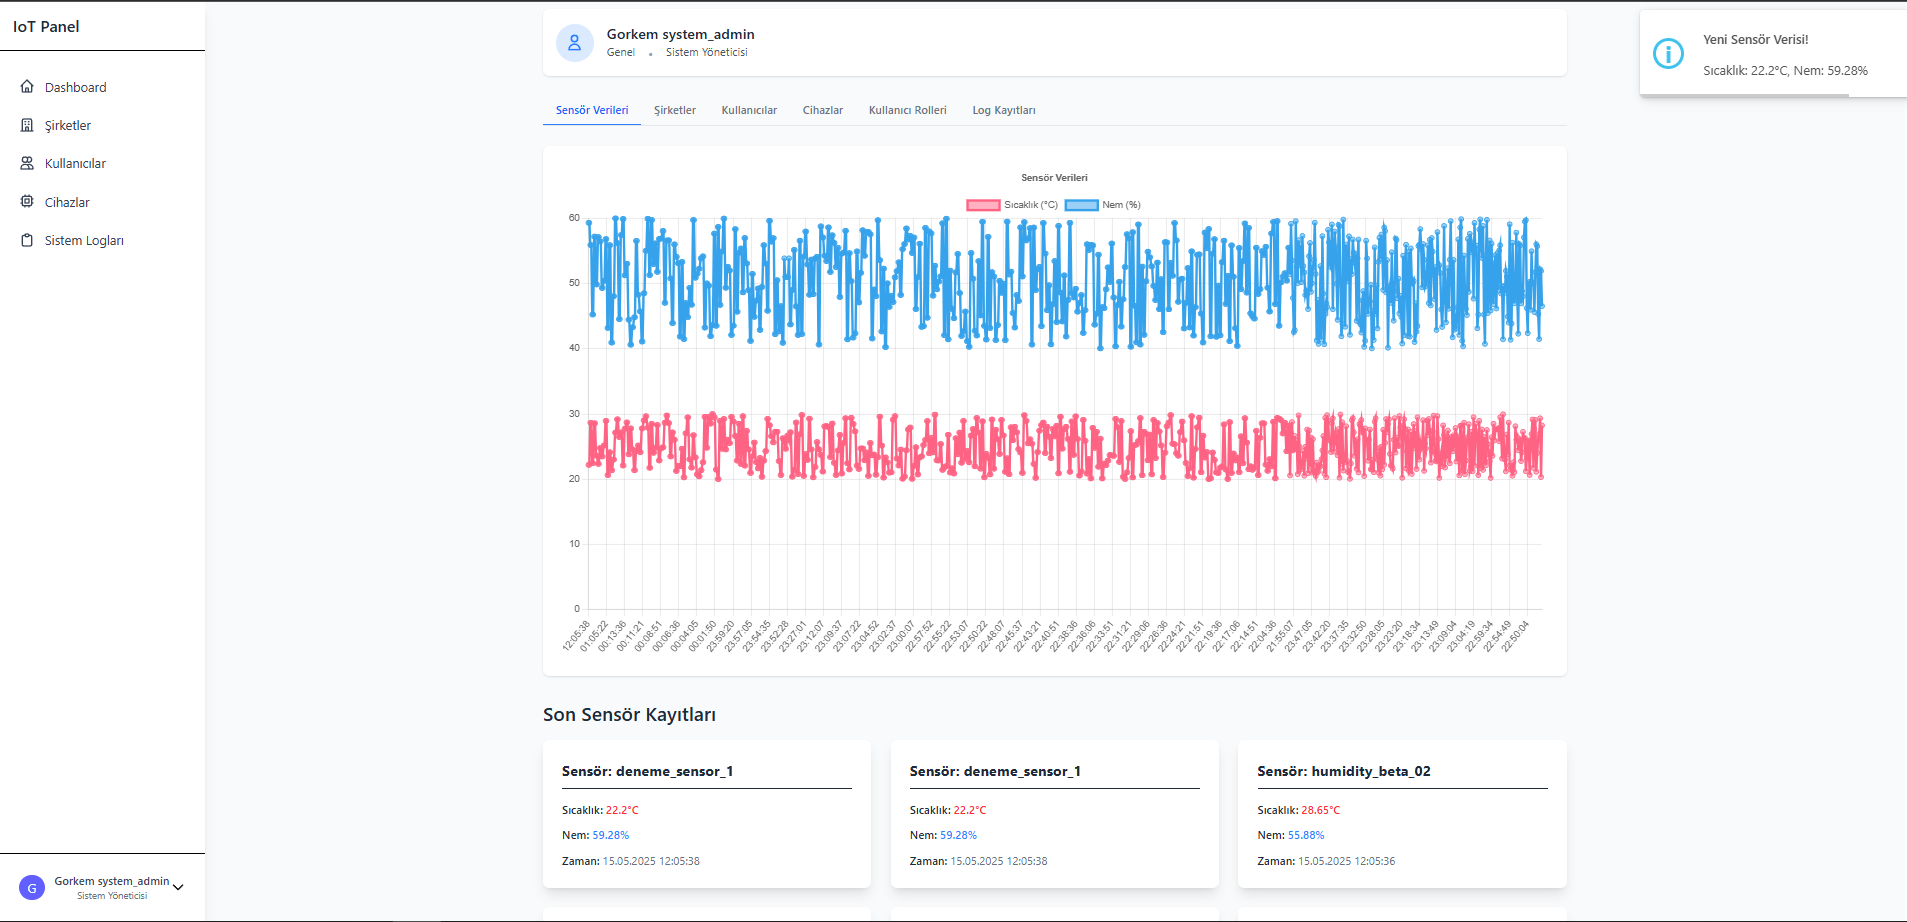 IoT Panel
Dashboard
Şirketler
Kullanıcılar
Cihazlar
Sistem Logları
Gorkem system_admin
Genel • Sistem Yöneticisi
Yeni Sensör Verisi!
Sıcaklık: 22.2°C, Nem: 59.28%
Sensör Verileri Şirketler Kullanıcılar Cihazlar Kullanıcı Rolleri Log Kayıtları
Sensör Verileri
Sıcaklık (°C) Nem (%)
60
50
40
30
20
10
0
12:05:38 01:05:22 00:13:36 00:11:21 00:08:51 00:06:36 00:04:05 00:01:50 23:59:20 23:57:05 23:54:35 23:52:28 23:27:01 23:12:07 23:09:37 23:07:22 23:04:52 23:02:37 23:00:07 22:57:52 22:55:22 22:53:07 22:50:22 22:48:07 22:45:37 22:43:21 22:40:51 22:38:36 22:36:06 22:33:51 22:31:21 22:29:06 22:26:36 22:24:21 22:21:51 22:19:36 22:17:06 22:14:51 22:04:36 21:55:07 23:47:05 23:42:20 23:37:35 23:32:50 23:28:05 23:23:20 23:18:34 23:13:49 23:09:04 23:04:19 22:59:34 22:54:49 22:50:04
Son Sensör Kayıtları
Sensör: deneme_sensor_1
Sıcaklık: 22.2°C
Nem: 59.28%
Zaman: 15.05.2025 12:05:38
Sensör: deneme_sensor_1
Sıcaklık: 22.2°C
Nem: 59.28%
Zaman: 15.05.2025 12:05:38
Sensör: humidity_beta_02
Sıcaklık: 28.65°C
Nem: 55.88%
Zaman: 15.05.2025 12:05:36
G
Gorkem system_admin
Sistem Yöneticisi